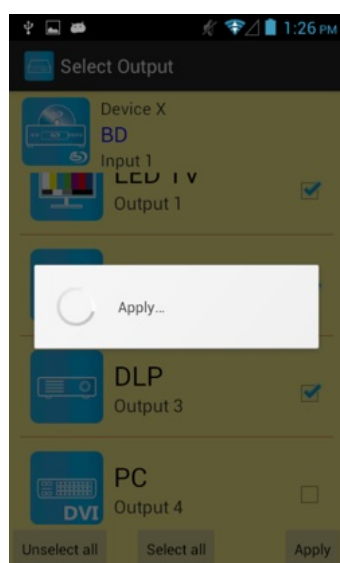 1:26 PM
Select Output
Device X
BD
Input 1
LED TV
Output 1
Apply...
DLP
Output 3
PC
Output 4
DVI
Unselect all
Select all
Apply